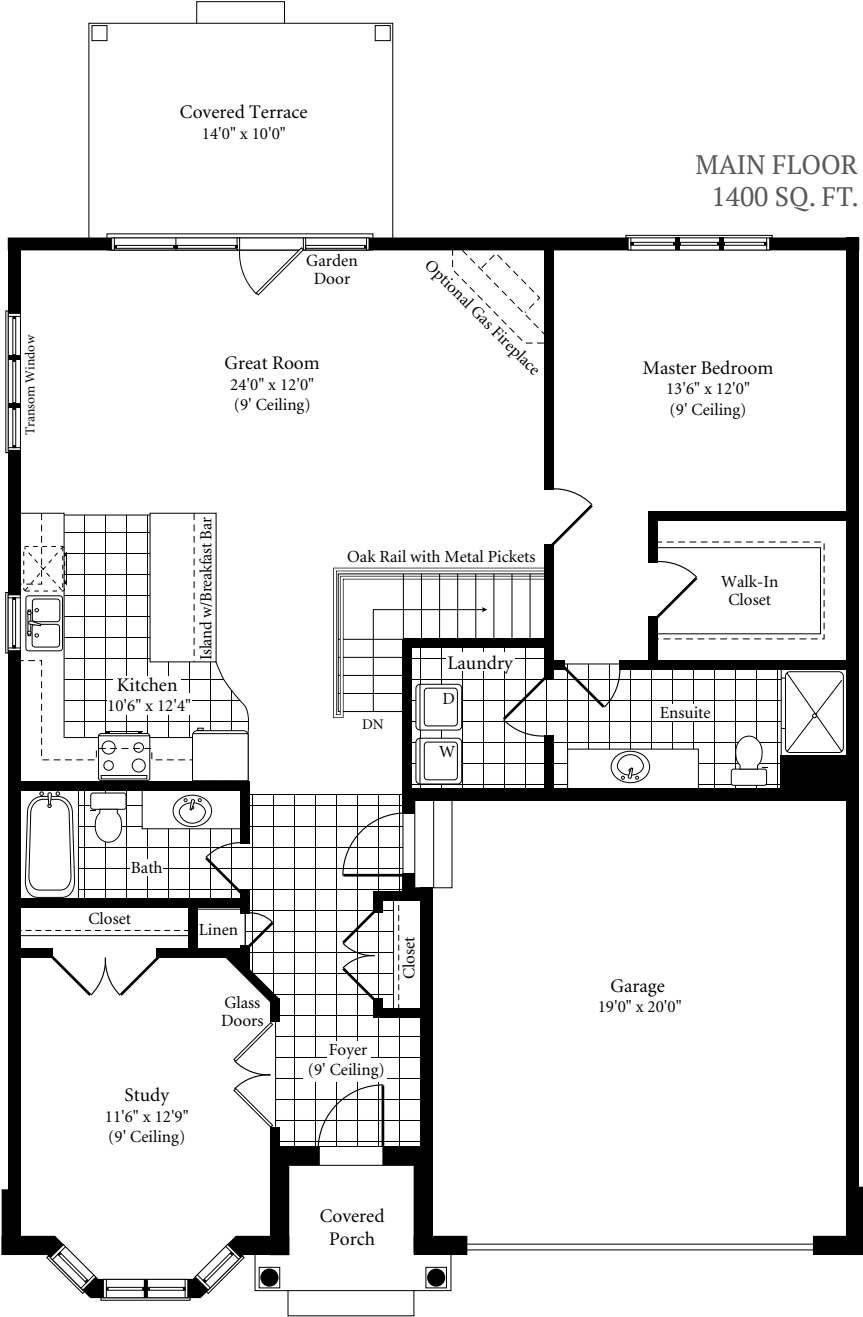 Covered Terrace
14'0" x 10'0"
MAIN FLOOR
1400 SQ. FT.
Garden
Door
Optional Gas Fireplace
Transom Window
Great Room
24'0" x 12'0"
(9' Ceiling)
Master Bedroom
13'6" x 12'0"
(9' Ceiling)
Island w/Breakfast Bar
Oak Rail with Metal Pickets
Walk-In
Closet
Laundry
Kitchen
10'6" x 12'4"
D
Ensuite
DN
W
Bath
Closet
Linen
Closet
Glass
Doors
Garage
19'0" x 20'0"
Foyer
(9' Ceiling)
Study
11'6" x 12'9"
(9' Ceiling)
Covered
Porch